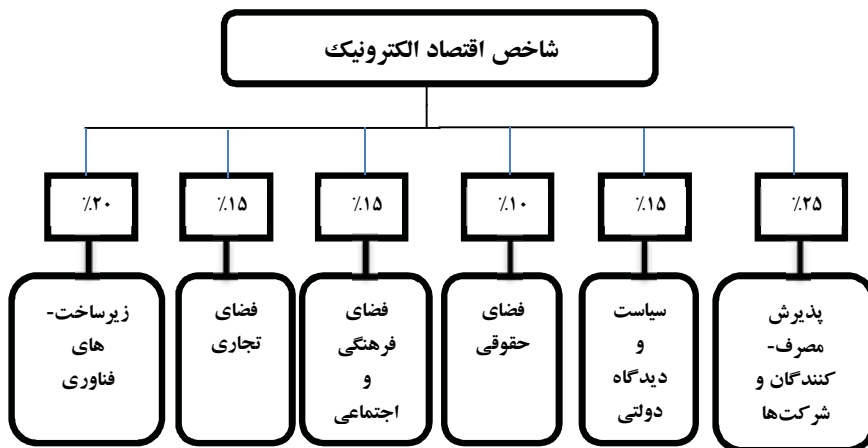 شاخص اقتصاد الکترونیک
٪۲۵
٪۱۵
٪۱۰
٪۱۵
٪۱۵
٪۲۰
پذیرش
مصرف-
کنندگان و
شرکت‌ها
سیاست
و
دیدگاه
دولتی
فضای
حقوقی
فضای
فرهنگی
و
اجتماعی
فضای
تجاری
زیرساخت-
های
فناوری